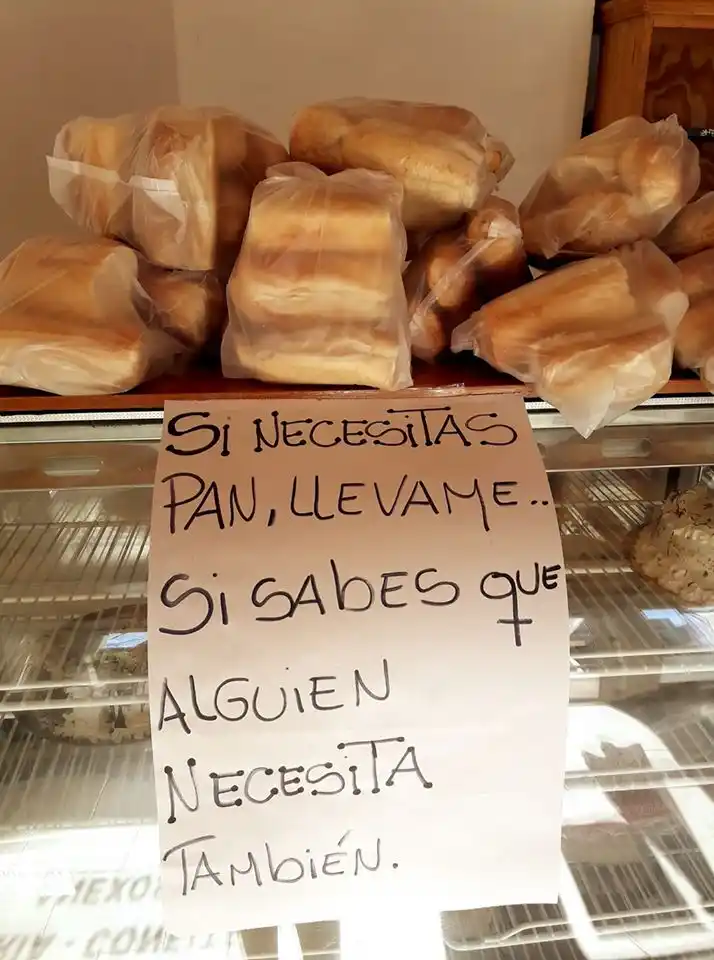 Si NECESiTAS
PAN, LLEVAME..
Si SAbES QUE
ALGUiEN
NECESiTA
TAMbiÉN.